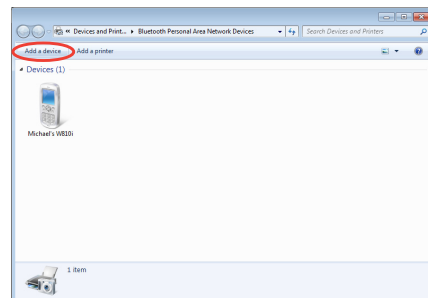 « Devices and Print... ▸ Bluetooth Personal Area Network Devices
Search Devices and Printers
Add a device
Add a printer
Devices (1)
Michael's W810i
1 item